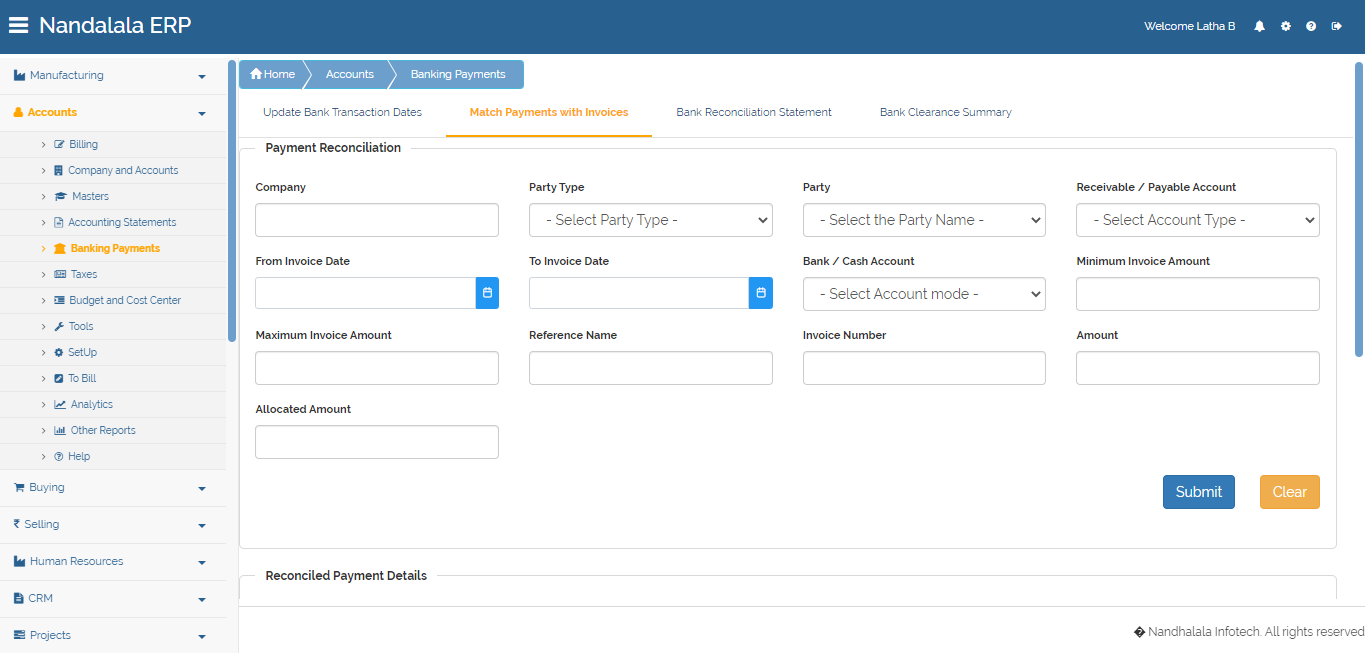 Nandalala ERP
Welcome Latha B
Manufacturing
Accounts
Billing
Company and Accounts
Masters
Accounting Statements
Banking Payments
Taxes
Budget and Cost Center
Tools
SetUp
To Bill
Analytics
Other Reports
Help
Buying
Selling
Human Resources
CRM
Projects
Home Accounts Banking Payments
Update Bank Transaction Dates Match Payments with Invoices Bank Reconciliation Statement Bank Clearance Summary
Payment Reconciliation
Company Party Type Party Receivable / Payable Account
- Select Party Type - - Select the Party Name - - Select Account Type -
From Invoice Date To Invoice Date Bank / Cash Account Minimum Invoice Amount
- Select Account mode -
Maximum Invoice Amount Reference Name Invoice Number Amount
Allocated Amount
Submit Clear
Reconciled Payment Details
� Nandhalala Infotech. All rights reserved